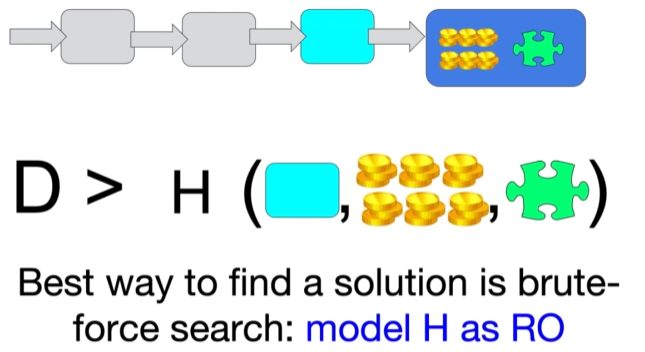 D > H ( , , )
Best way to find a solution is brute-
force search: model H as RO